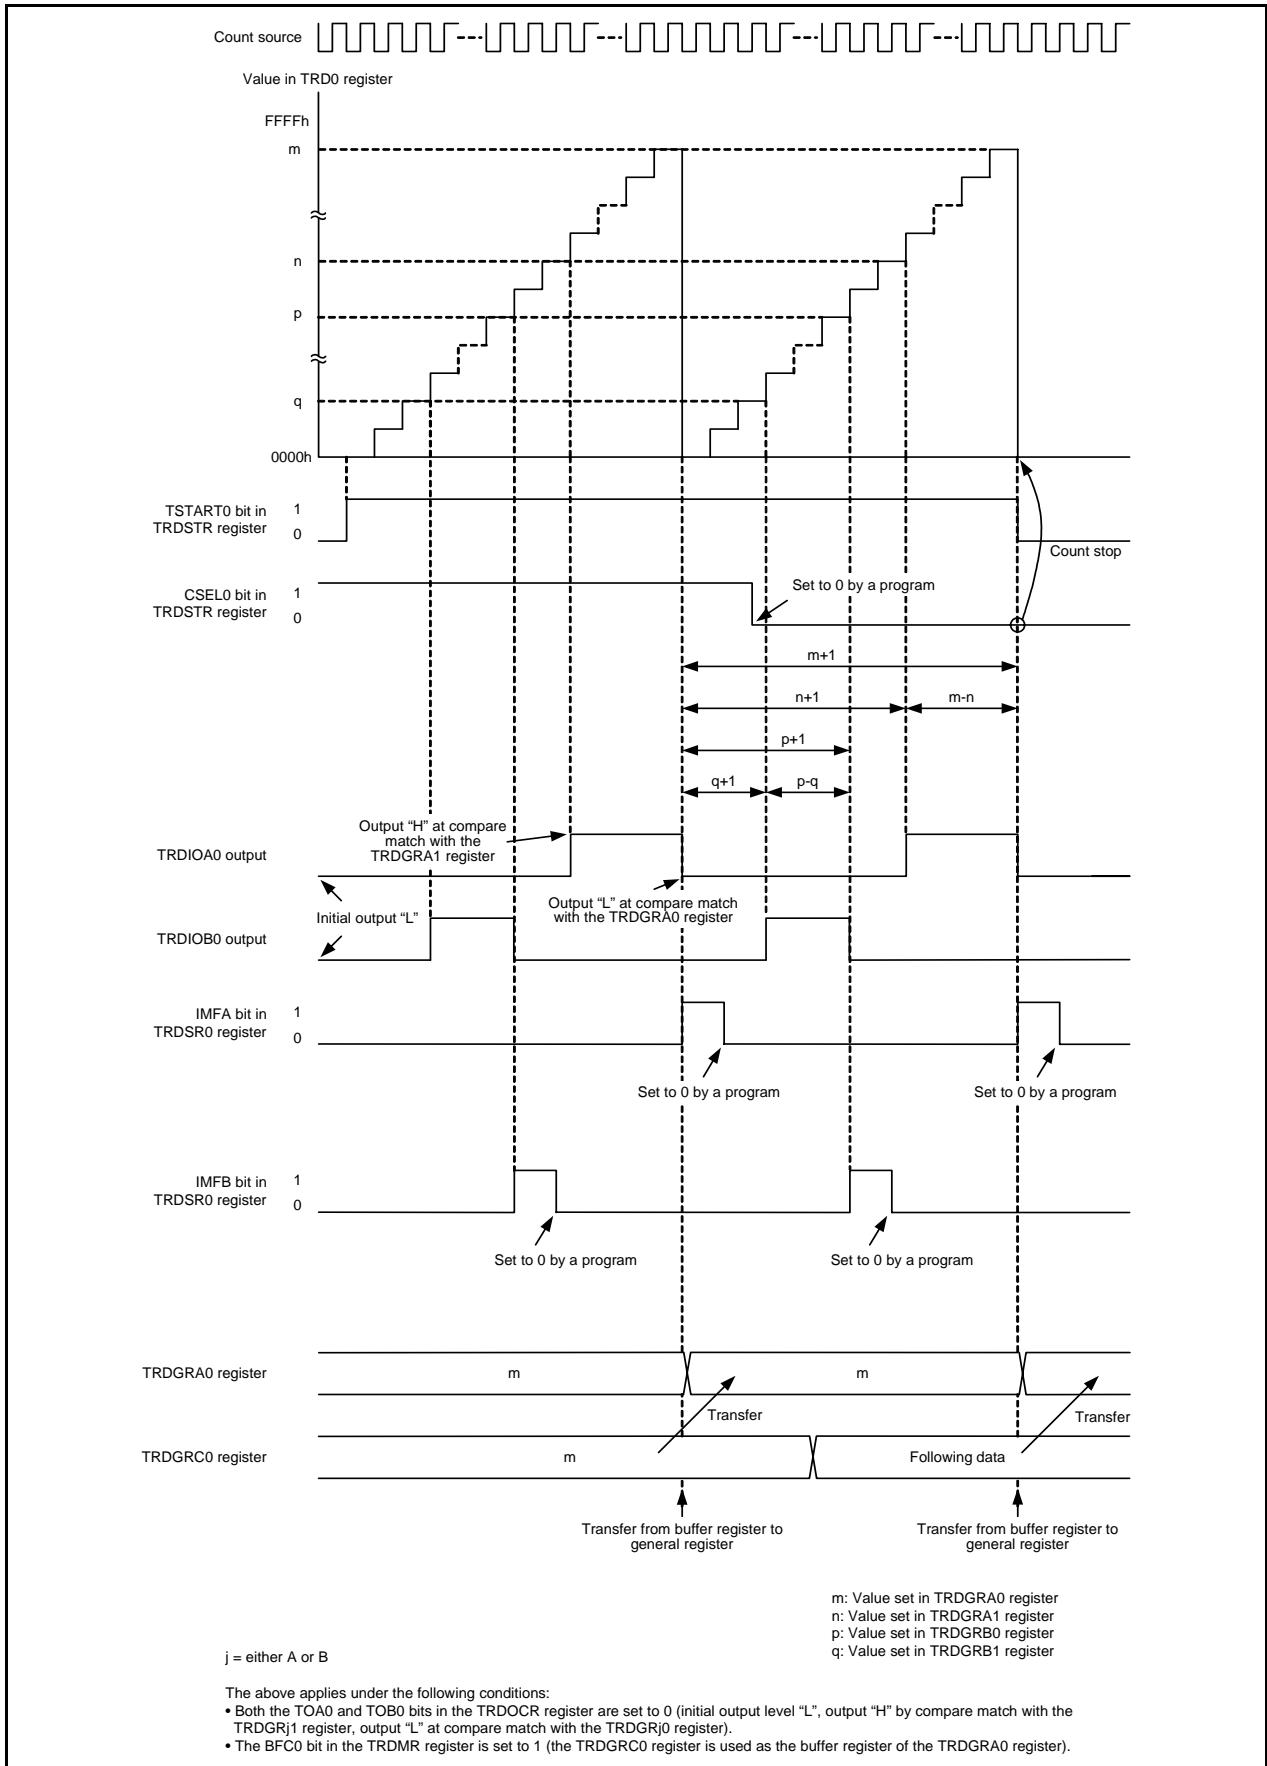 Count source
Value in TRD0 register
FFFFh
m
n
p
q
0000h
TSTART0 bit in
TRDSTR register
1
0
Count stop
CSEL0 bit in
TRDSTR register
1
0
Set to 0 by a program
m+1
n+1
m-n
p+1
q+1
p-q
Output “H” at compare
match with the
TRDGRA1 register
TRDIOA0 output
Output “L” at compare match
with the TRDGRA0 register
Initial output “L”
TRDIOB0 output
IMFA bit in
TRDSR0 register
1
0
Set to 0 by a program
Set to 0 by a program
IMFB bit in
TRDSR0 register
1
0
Set to 0 by a program
Set to 0 by a program
TRDGRA0 register
m
m
Transfer
Transfer
TRDGRC0 register
m
Following data
Transfer from buffer register to
general register
Transfer from buffer register to
general register
m: Value set in TRDGRA0 register
n: Value set in TRDGRA1 register
p: Value set in TRDGRB0 register
q: Value set in TRDGRB1 register
j = either A or B
The above applies under the following conditions:
• Both the TOA0 and TOB0 bits in the TRDOCR register are set to 0 (initial output level “L”, output “H” by compare match with the
TRDGRj1 register, output “L” at compare match with the TRDGRj0 register).
• The BFC0 bit in the TRDMR register is set to 1 (the TRDGRC0 register is used as the buffer register of the TRDGRA0 register).